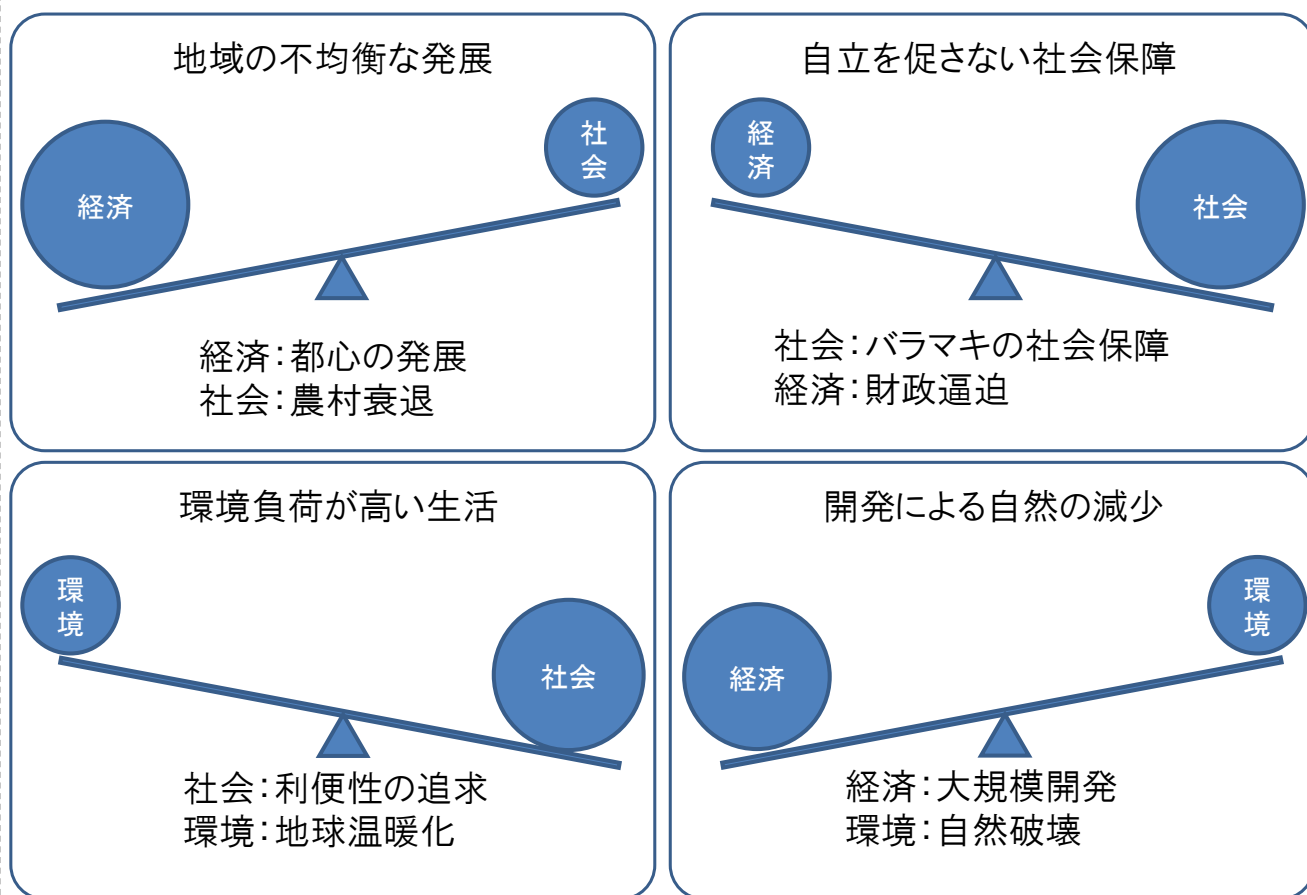 地域の不均衡な発展
経済
社会
経済：都心の発展
社会：農村衰退
自立を促さない社会保障
経済
社会
社会：バラマキの社会保障
経済：財政逼迫
環境負荷が高い生活
環境
社会
社会：利便性の追求
環境：地球温暖化
開発による自然の減少
経済
環境
経済：大規模開発
環境：自然破壊